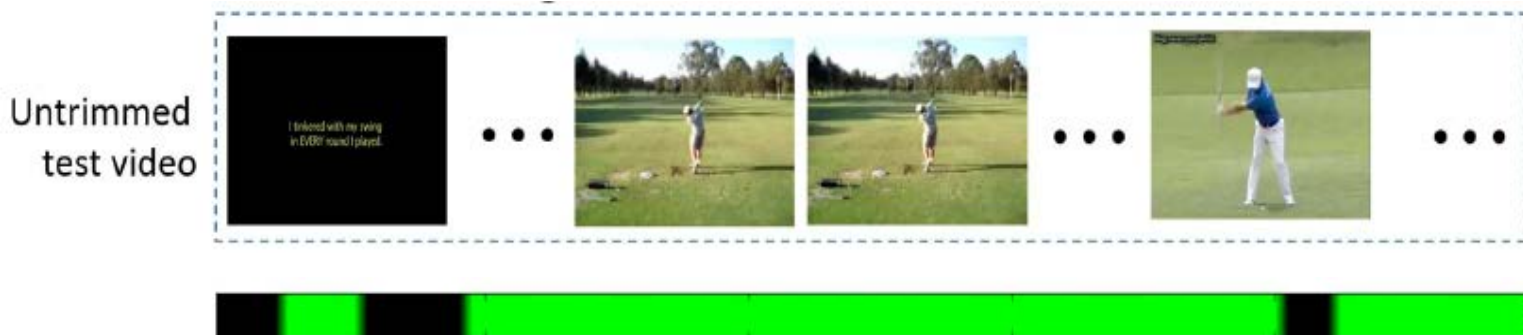 Untrimmed
test video
I tinkered with my swing
in EVERY round I played.